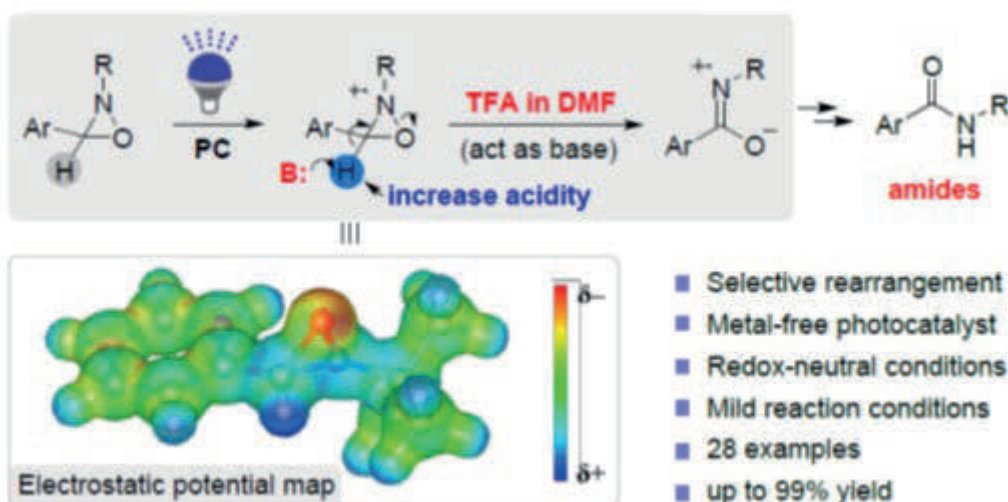 R
N
Ar
O
H
PC
R
+•
N
Ar
O
B:
H
increase acidity
TFA in DMF
(act as base)
+•
N
R
Ar
O–
O
Ar
N
H
R
amides
δ–
δ+
Electrostatic potential map
Selective rearrangement
Metal-free photocatalyst
Redox-neutral conditions
Mild reaction conditions
28 examples
up to 99% yield